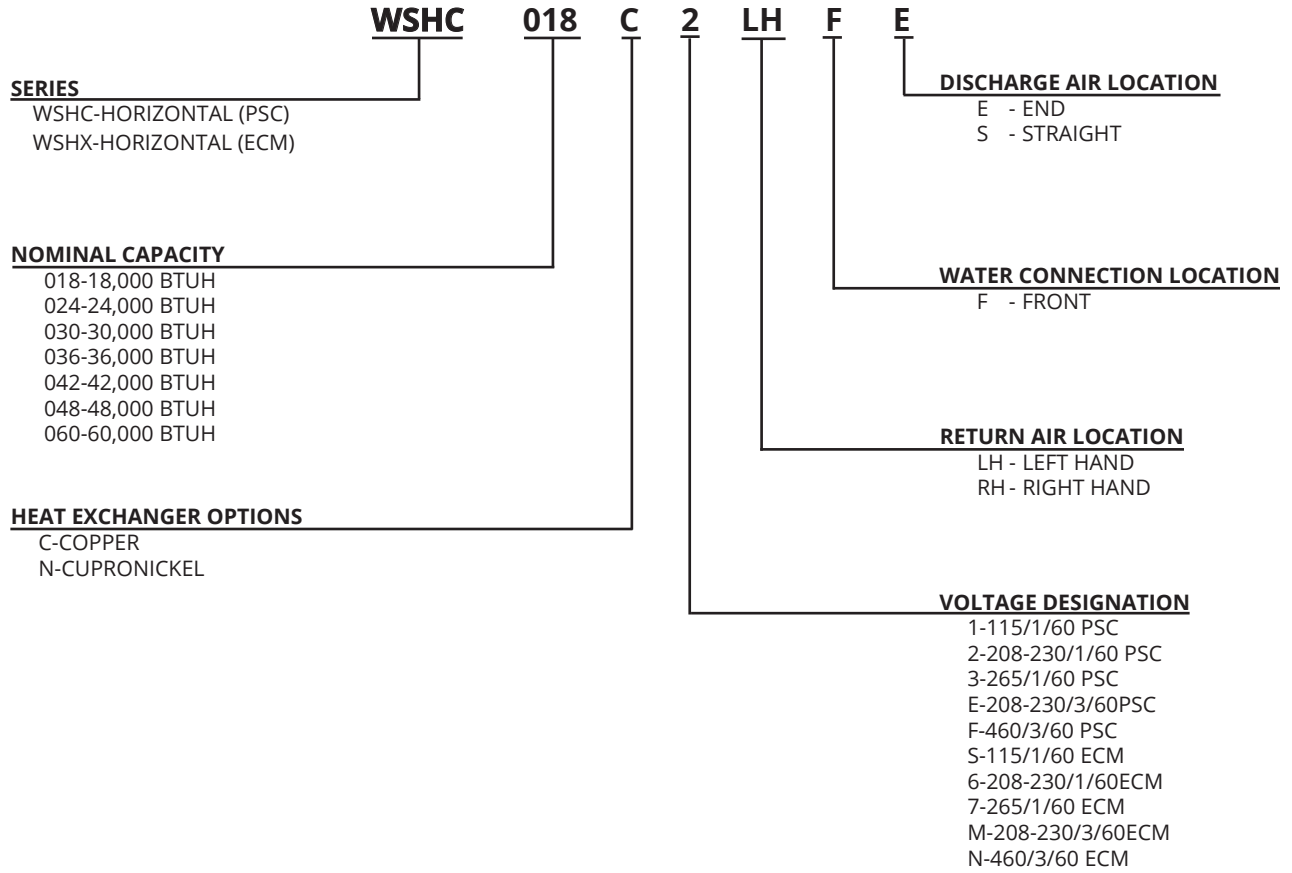 WSHC 018 C 2 LH F E
SERIES
WSHC-HORIZONTAL (PSC)
WSHX-HORIZONTAL (ECM)
NOMINAL CAPACITY
018-18,000 BTUH
024-24,000 BTUH
030-30,000 BTUH
036-36,000 BTUH
042-42,000 BTUH
048-48,000 BTUH
060-60,000 BTUH
HEAT EXCHANGER OPTIONS
C-COPPER
N-CUPRONICKEL
DISCHARGE AIR LOCATION
E - END
S - STRAIGHT
WATER CONNECTION LOCATION
F - FRONT
RETURN AIR LOCATION
LH - LEFT HAND
RH - RIGHT HAND
VOLTAGE DESIGNATION
1-115/1/60 PSC
2-208-230/1/60 PSC
3-265/1/60 PSC
E-208-230/3/60PSC
F-460/3/60 PSC
S-115/1/60 ECM
6-208-230/1/60ECM
7-265/1/60 ECM
M-208-230/3/60ECM
N-460/3/60 ECM